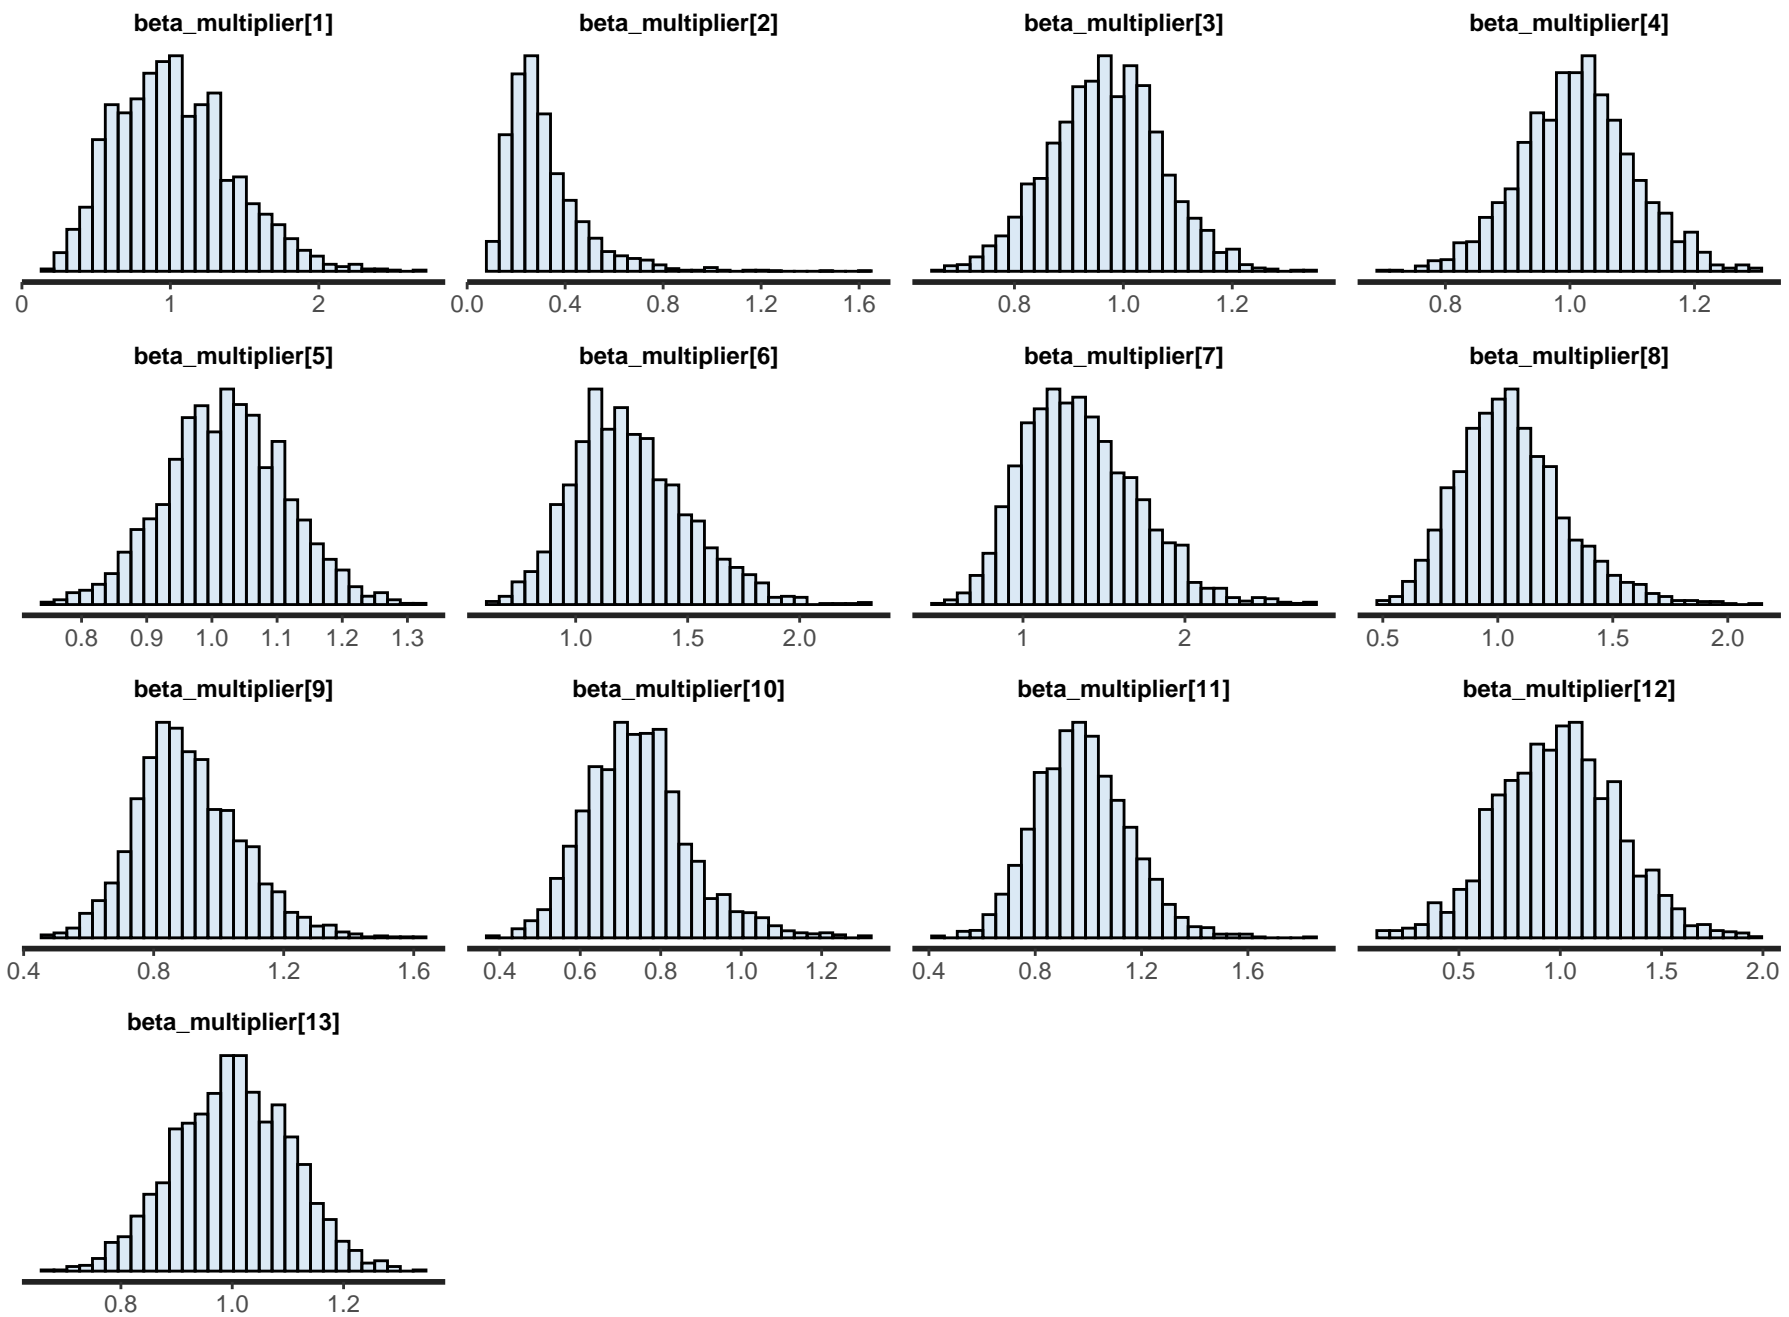 beta_multiplier[1] beta_multiplier[2] beta_multiplier[3] beta_multiplier[4]
0 1 2 0.0 0.4 0.8 1.2 1.6 0.8 1.0 1.2 0.8 1.0 1.2
beta_multiplier[5] beta_multiplier[6] beta_multiplier[7] beta_multiplier[8]
0.8 0.9 1.0 1.1 1.2 1.3 1.0 1.5 2.0 1 2 0.5 1.0 1.5 2.0
beta_multiplier[9] beta_multiplier[10] beta_multiplier[11] beta_multiplier[12]
0.4 0.8 1.2 1.6 0.4 0.6 0.8 1.0 1.2 0.4 0.8 1.2 1.6 0.5 1.0 1.5 2.0
beta_multiplier[13]
0.8 1.0 1.2